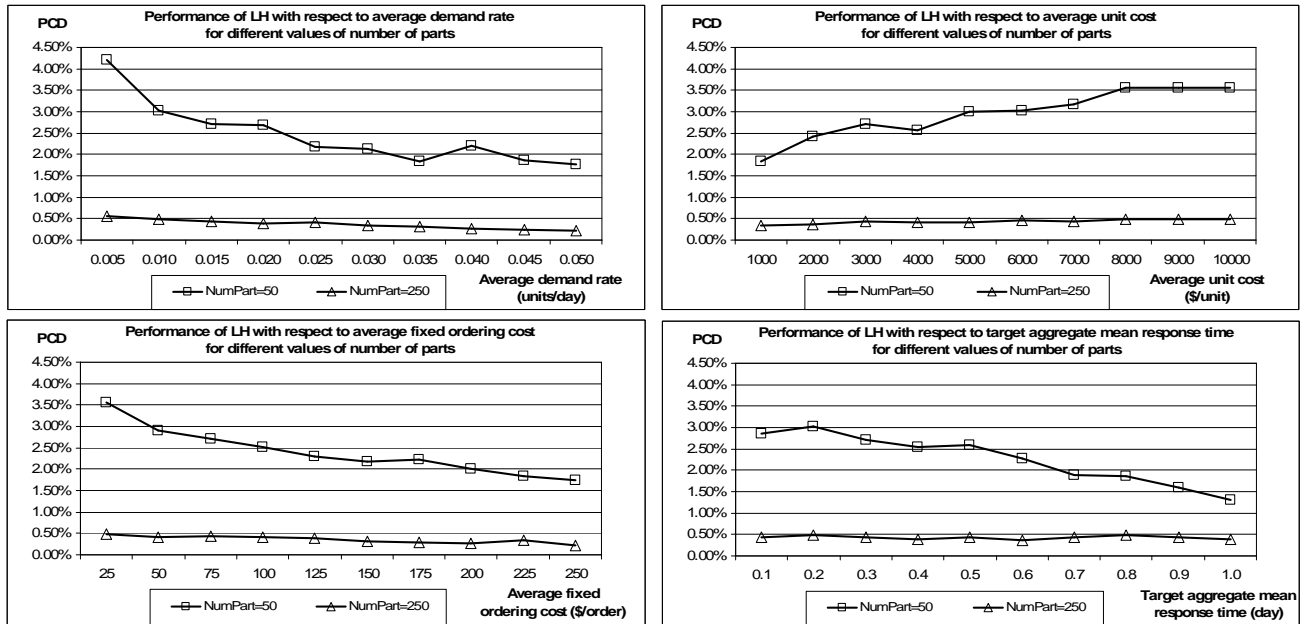 Performance of LH with respect to average demand rate
for different values of number of parts
PCD
4.50%
4.00%
3.50%
3.00%
2.50%
2.00%
1.50%
1.00%
0.50%
0.00%
0.005 0.010 0.015 0.020 0.025 0.030 0.035 0.040 0.045 0.050
Average demand rate
(units/day)
NumPart=50 NumPart=250
Performance of LH with respect to average unit cost
for different values of number of parts
PCD
4.50%
4.00%
3.50%
3.00%
2.50%
2.00%
1.50%
1.00%
0.50%
0.00%
1000 2000 3000 4000 5000 6000 7000 8000 9000 10000
Average unit cost
($/unit)
NumPart=50 NumPart=250
Performance of LH with respect to average fixed ordering cost
for different values of number of parts
PCD
4.50%
4.00%
3.50%
3.00%
2.50%
2.00%
1.50%
1.00%
0.50%
0.00%
25 50 75 100 125 150 175 200 225 250
Average fixed
ordering cost ($/order)
NumPart=50 NumPart=250
Performance of LH with respect to target aggregate mean response time
for different values of number of parts
PCD
4.50%
4.00%
3.50%
3.00%
2.50%
2.00%
1.50%
1.00%
0.50%
0.00%
0.1 0.2 0.3 0.4 0.5 0.6 0.7 0.8 0.9 1.0
Target aggregate mean
response time (day)
NumPart=50 NumPart=250